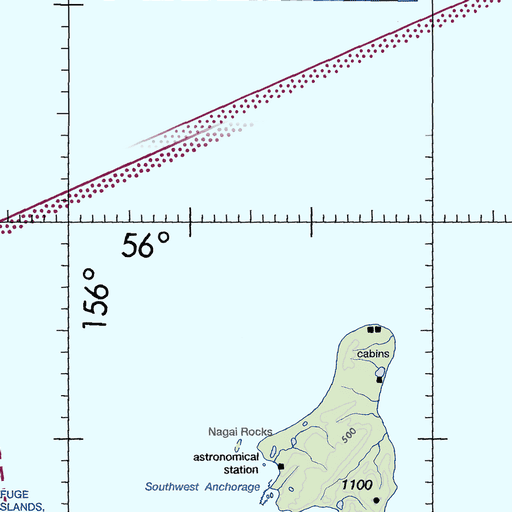 56°
156°
cabins
Nagai Rocks
500
astronomical
station
Southwest Anchorage
1100
FUGE
SLANDS,